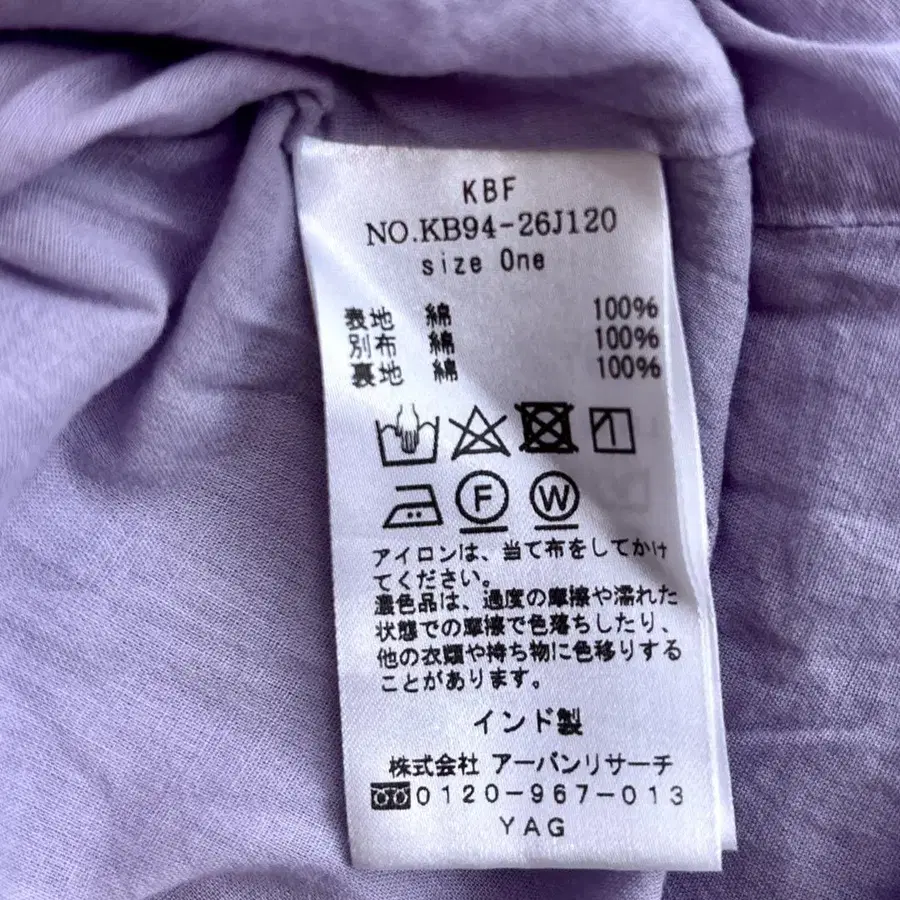 KBF
NO.KB94-26J120
size One
表地 綿 100%
別布 綿 100%
裏地 綿 100%
F W
アイロンは、当て布をしてかけ
てください。
濃色品は、過度の摩擦や濡れた
状態での摩擦で色落ちしたり、
他の衣類や持ち物に色移りする
ことがあります。
インド製
株式会社 アーバンリサーチ
0120-967-013
YAG